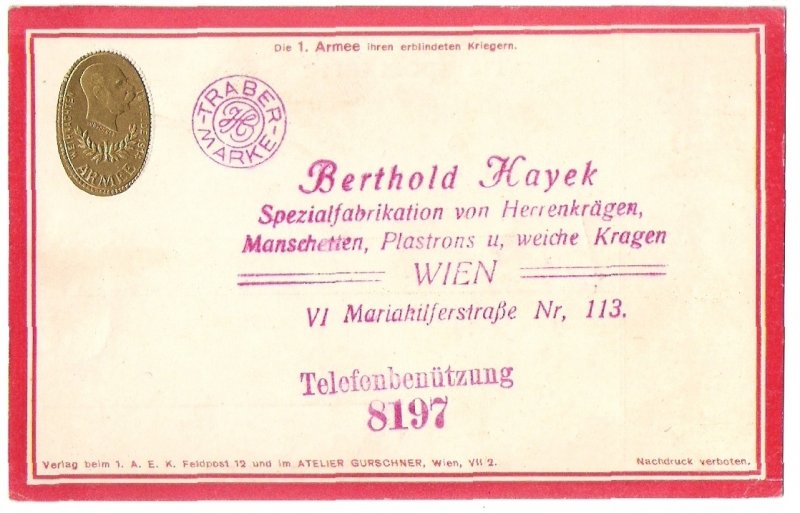 Die 1. Armee ihren erblindeten Kriegern.
ARMEE
TRABER-
MARKE-
Berthold Hayek
Spezialfabrikation von Herrenkrägen,
Manschetten, Plastrons u, weiche Kragen
WIEN
VI Mariahilferstraße Nr, 113.
Telefonbenützung
8197
Verlag beim 1. A. E. K. Feldpost 12 und im ATELIER GURSCHNER, Wien, VII 2.
Nachdruck verboten.